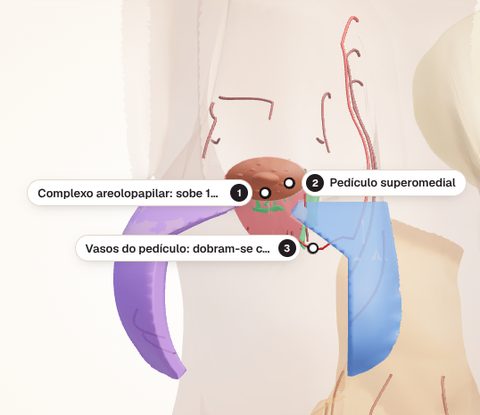 Complexo areolopapilar: sobe 1... 1
2 Pedículo superomedial
Vasos do pedículo: dobram-se c... 3